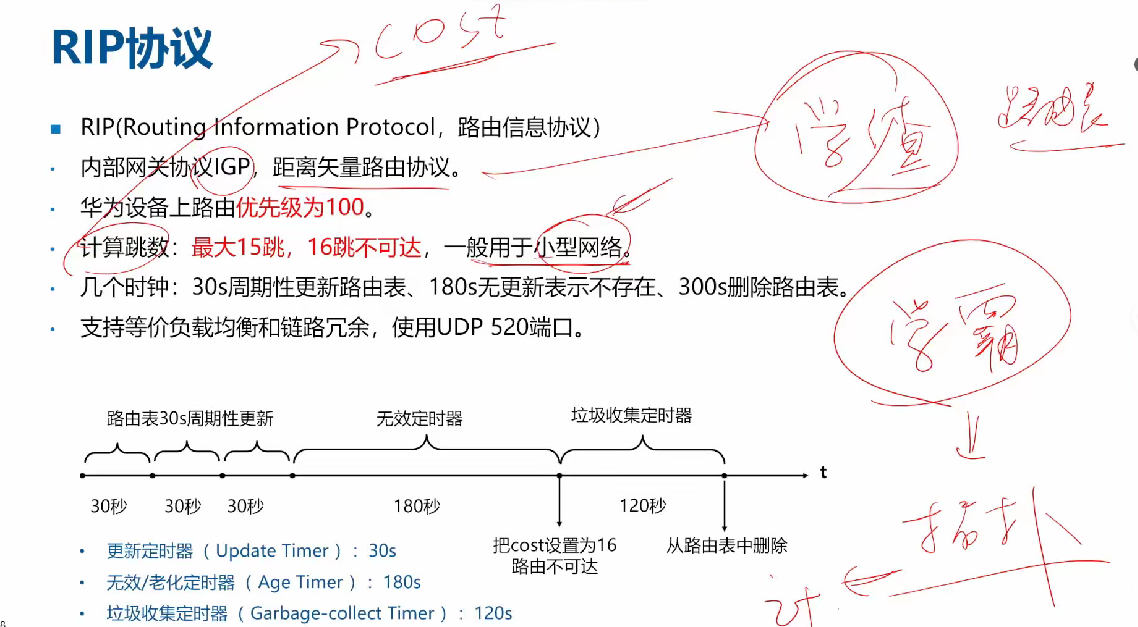 RIP协议
cost
■ RIP(Routing Information Protocol，路由信息协议）
· 内部网关协议IGP，距离矢量路由协议。
学渣
路由表
· 华为设备上路由优先级为100。
· 计算跳数：最大15跳，16跳不可达，一般用于小型网络。
· 几个时钟：30s周期性更新路由表、180s无更新表示不存在、300s删除路由表。
· 支持等价负载均衡和链路冗余，使用UDP 520端口。
学霸
路由表30s周期性更新
无效定时器
垃圾收集定时器
t
30秒
30秒
30秒
180秒
120秒
把cost设置为16
路由不可达
从路由表中删除
拓扑
计
• 更新定时器（Update Timer）：30s
• 无效/老化定时器（Age Timer）：180s
• 垃圾收集定时器（Garbage-collect Timer）：120s